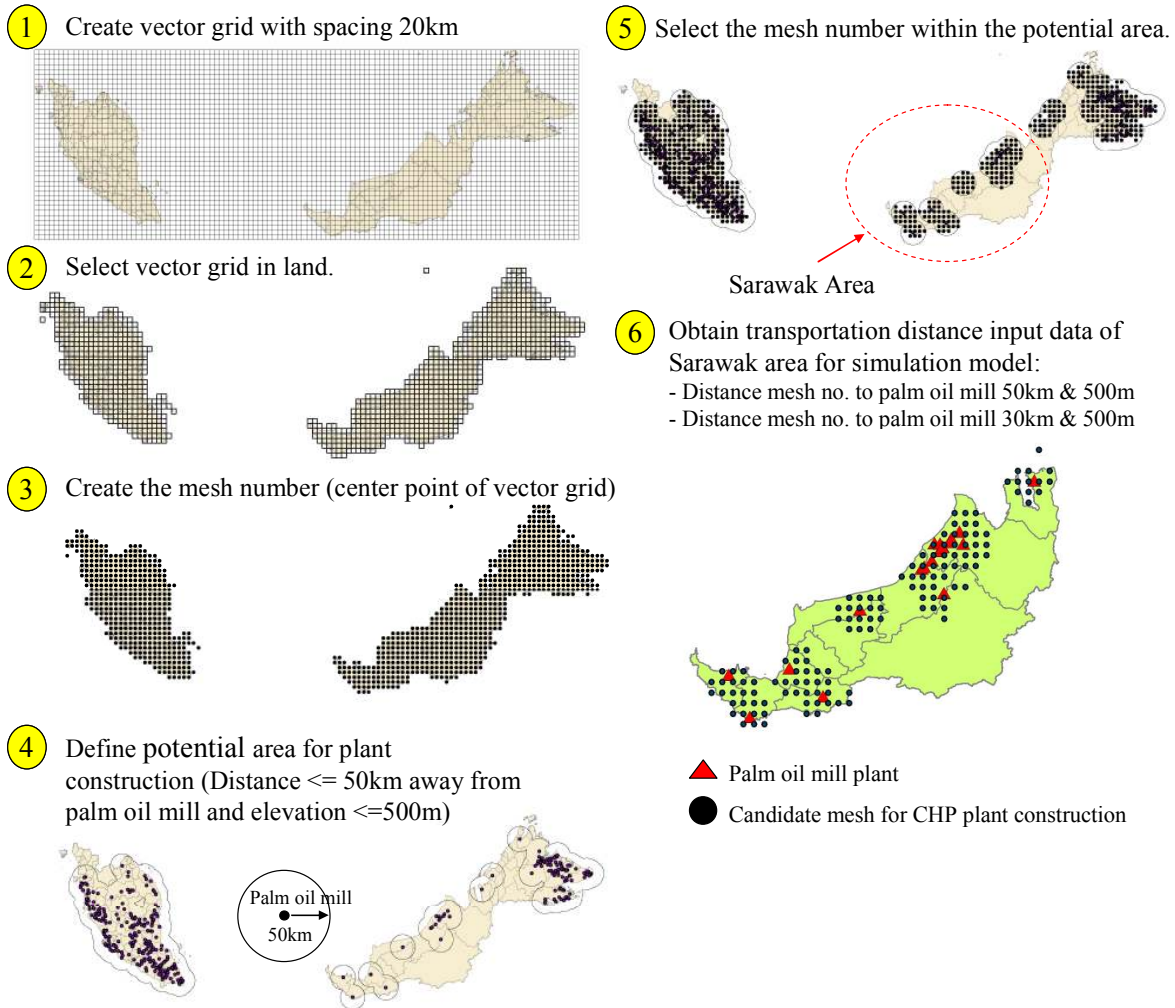 1 Create vector grid with spacing 20km
2 Select vector grid in land.
3 Create the mesh number (center point of vector grid)
4 Define potential area for plant
construction (Distance <= 50km away from
palm oil mill and elevation <=500m)
Palm oil mill
50km
5 Select the mesh number within the potential area.
Sarawak Area
6 Obtain transportation distance input data of
Sarawak area for simulation model:
- Distance mesh no. to palm oil mill 50km & 500m
- Distance mesh no. to palm oil mill 30km & 500m
Palm oil mill plant
Candidate mesh for CHP plant construction